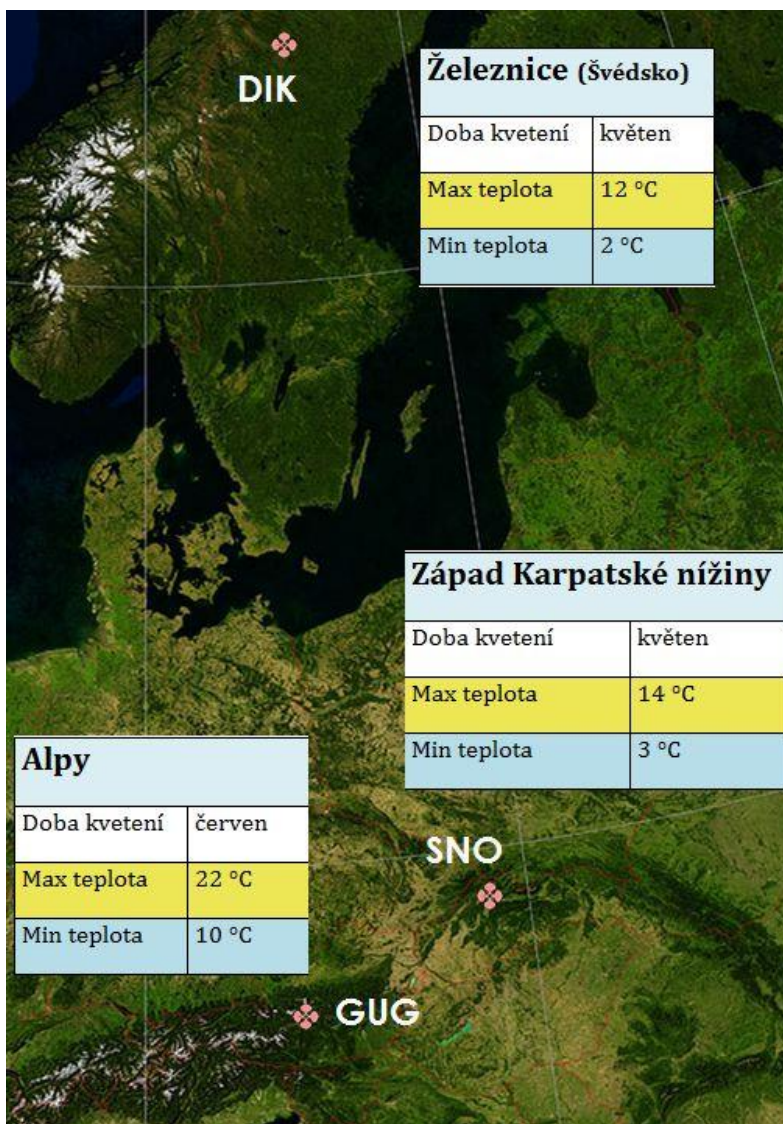 DIK
Železnice (Švédsko)
Doba kvetení květen
Max teplota 12 °C
Min teplota 2 °C
Západ Karpatské nížiny
Doba kvetení květen
Max teplota 14 °C
Min teplota 3 °C
Alpy
Doba kvetení červen
Max teplota 22 °C
Min teplota 10 °C
SNO
GUG